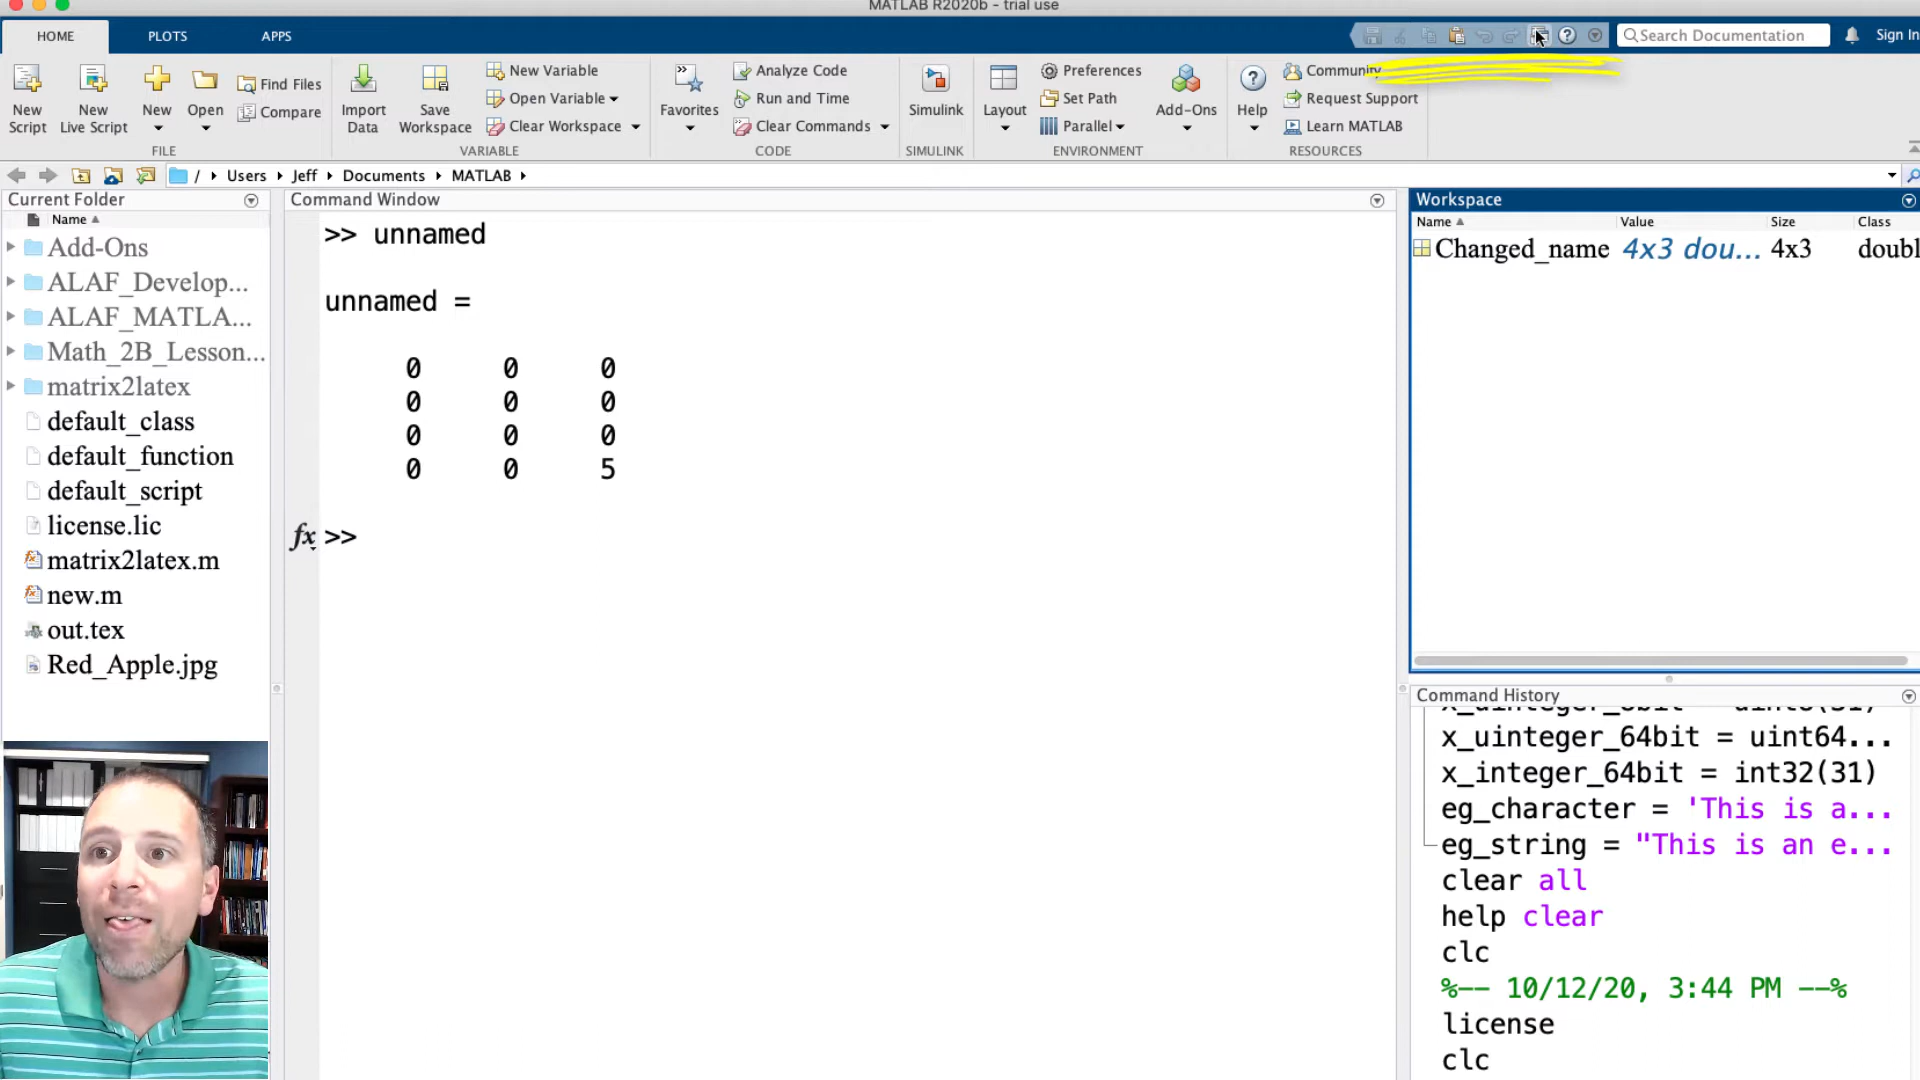 MATLAB R2020b - trial use
HOME
PLOTS
APPS
Search Documentation
Sign In
New Script
New Live Script
New
Open
Find Files
Compare
FILE
Import Data
Save Workspace
New Variable
Open Variable
Clear Workspace
VARIABLE
Favorites
Analyze Code
Run and Time
Clear Commands
CODE
Simulink
SIMULINK
Layout
Preferences
Set Path
Parallel
Add-Ons
ENVIRONMENT
Help
Community
Request Support
Learn MATLAB
RESOURCES
/ Users Jeff Documents MATLAB
Current Folder
Name
Add-Ons
ALAF_Develop...
ALAF_MATLA...
Math_2B_Lesson...
matrix2latex
default_class
default_function
default_script
license.lic
matrix2latex.m
new.m
out.tex
Red_Apple.jpg
Command Window
>> unnamed
unnamed =
0 0 0
0 0 0
0 0 0
0 0 5
fx >>
Workspace
Name Value Size Class
Changed_name 4x3 dou... 4x3 doubl
Command History
x_uinteger_64bit = uint64...
x_integer_64bit = int32(31)
eg_character = 'This is a...
eg_string = "This is an e...
clear all
help clear
clc
%-- 10/12/20, 3:44 PM --%
license
clc